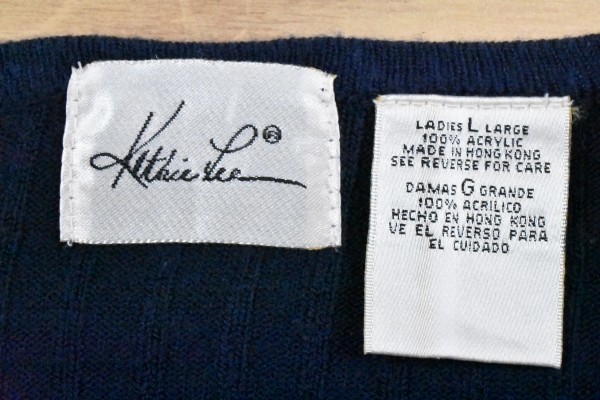 Kathie Lee®
LADIES L LARGE
100% ACRYLIC
MADE IN HONG KONG
SEE REVERSE FOR CARE
DAMAS G GRANDE
100% ACRILICO
HECHO EN HONG KONG
VE EL REVERSO PARA
EL CUIDADO